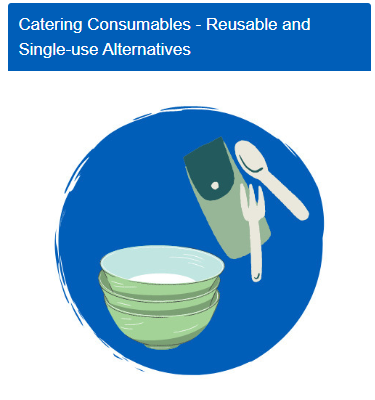 Catering Consumables - Reusable and
Single-use Alternatives